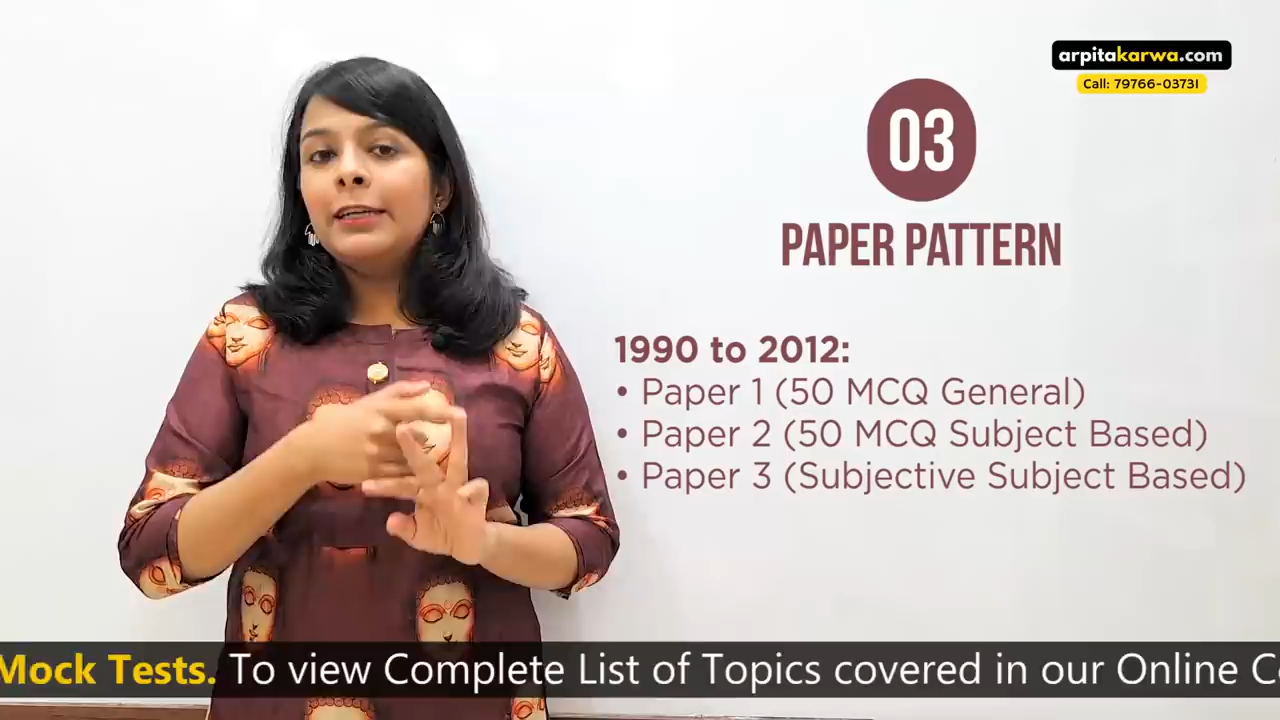 arpitakarwa.com
Call: 79766-03731
03
PAPER PATTERN
1990 to 2012:
• Paper 1 (50 MCQ General)
• Paper 2 (50 MCQ Subject Based)
• Paper 3 (Subjective Subject Based)
Mock Tests. To view Complete List of Topics covered in our Online